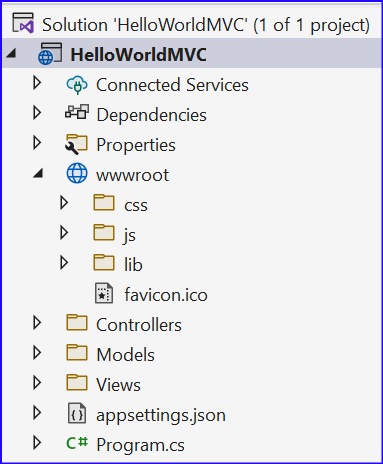 Solution 'HelloWorldMVC' (1 of 1 project)
HelloWorldMVC
Connected Services
Dependencies
Properties
wwwroot
css
js
lib
favicon.ico
Controllers
Models
Views
appsettings.json
C# Program.cs